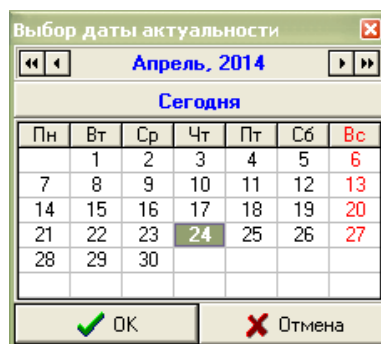 Выбор даты актуальности
Апрель, 2014
Сегодня
Пн Вт Ср Чт Пт Сб Вс
1 2 3 4 5 6
7 8 9 10 11 12 13
14 15 16 17 18 19 20
21 22 23 24 25 26 27
28 29 30
OK Отмена